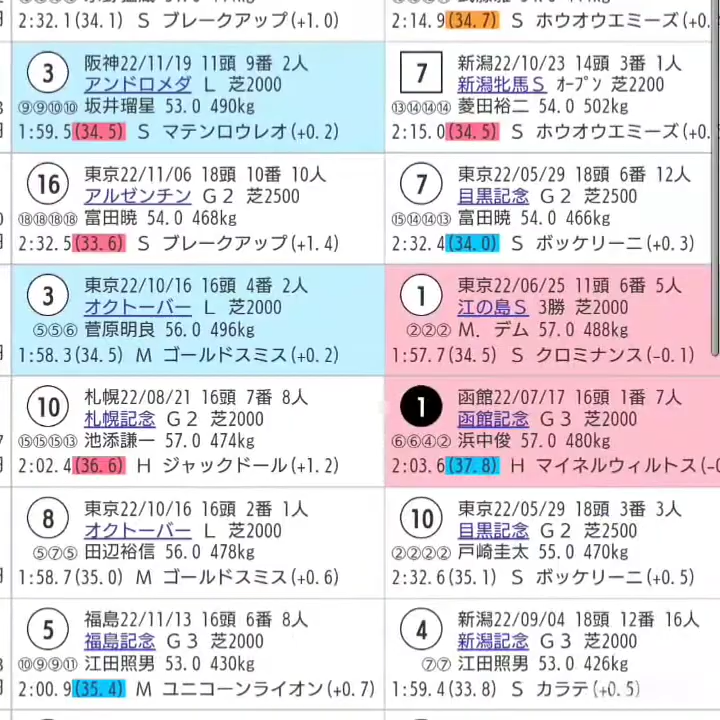 2:32.1(34.1) S ブレークアップ(+1.0)
2:14.9(34.7) S ホウオウエミーズ(+0.
3
阪神22/11/19 11頭 9番 2人
アンドロメダ L 芝2000
⑨⑨⑩⑩ 坂井瑠星 53.0 490kg
1:59.5(34.5) S マテンロウレオ(+0.2)
7
新潟22/10/23 14頭 3番 1人
新潟牝馬S オープン 芝2200
⑬⑭⑭⑭ 菱田裕二 54.0 502kg
2:15.0(34.5) S ホウオウエミーズ(+0.
16
東京22/11/06 18頭 10番 10人
アルゼンチン G2 芝2500
⑱⑱⑱⑱ 富田暁 54.0 468kg
2:32.5(33.6) S ブレークアップ(+1.4)
7
東京22/05/29 18頭 6番 12人
目黒記念 G2 芝2500
⑮⑭⑭⑬ 富田暁 54.0 466kg
2:32.4(34.0) S ボッケリーニ(+0.3)
3
東京22/10/16 16頭 4番 2人
オクトーバー L 芝2000
⑤⑤⑥ 菅原明良 56.0 496kg
1:58.3(34.5) M ゴールドスミス(+0.2)
1
東京22/06/25 11頭 6番 5人
江の島S 3勝 芝2000
②②② M.デム 57.0 488kg
1:57.7(34.5) S クロミナンス(-0.1)
10
札幌22/08/21 16頭 7番 8人
札幌記念 G2 芝2000
⑮⑮⑮⑬ 池添謙一 57.0 474kg
2:02.4(36.6) H ジャックドール(+1.2)
1
函館22/07/17 16頭 1番 7人
函館記念 G3 芝2000
⑥⑥④② 浜中俊 57.0 480kg
2:03.6(37.8) H マイネルウィルトス(-0
8
東京22/10/16 16頭 2番 1人
オクトーバー L 芝2000
⑤⑦⑤ 田辺裕信 56.0 478kg
1:58.7(35.0) M ゴールドスミス(+0.6)
10
東京22/05/29 18頭 3番 3人
目黒記念 G2 芝2500
②②②② 戸崎圭太 55.0 470kg
2:32.6(35.1) S ボッケリーニ(+0.5)
5
福島22/11/13 16頭 6番 8人
福島記念 G3 芝2000
⑩⑨⑨⑪ 江田照男 53.0 430kg
2:00.9(35.4) M ユニコーンライオン(+0.7)
4
新潟22/09/04 18頭 12番 16人
新潟記念 G3 芝2000
⑦⑦ 江田照男 53.0 426kg
1:59.4(33.8) S カラテ(+0.5)